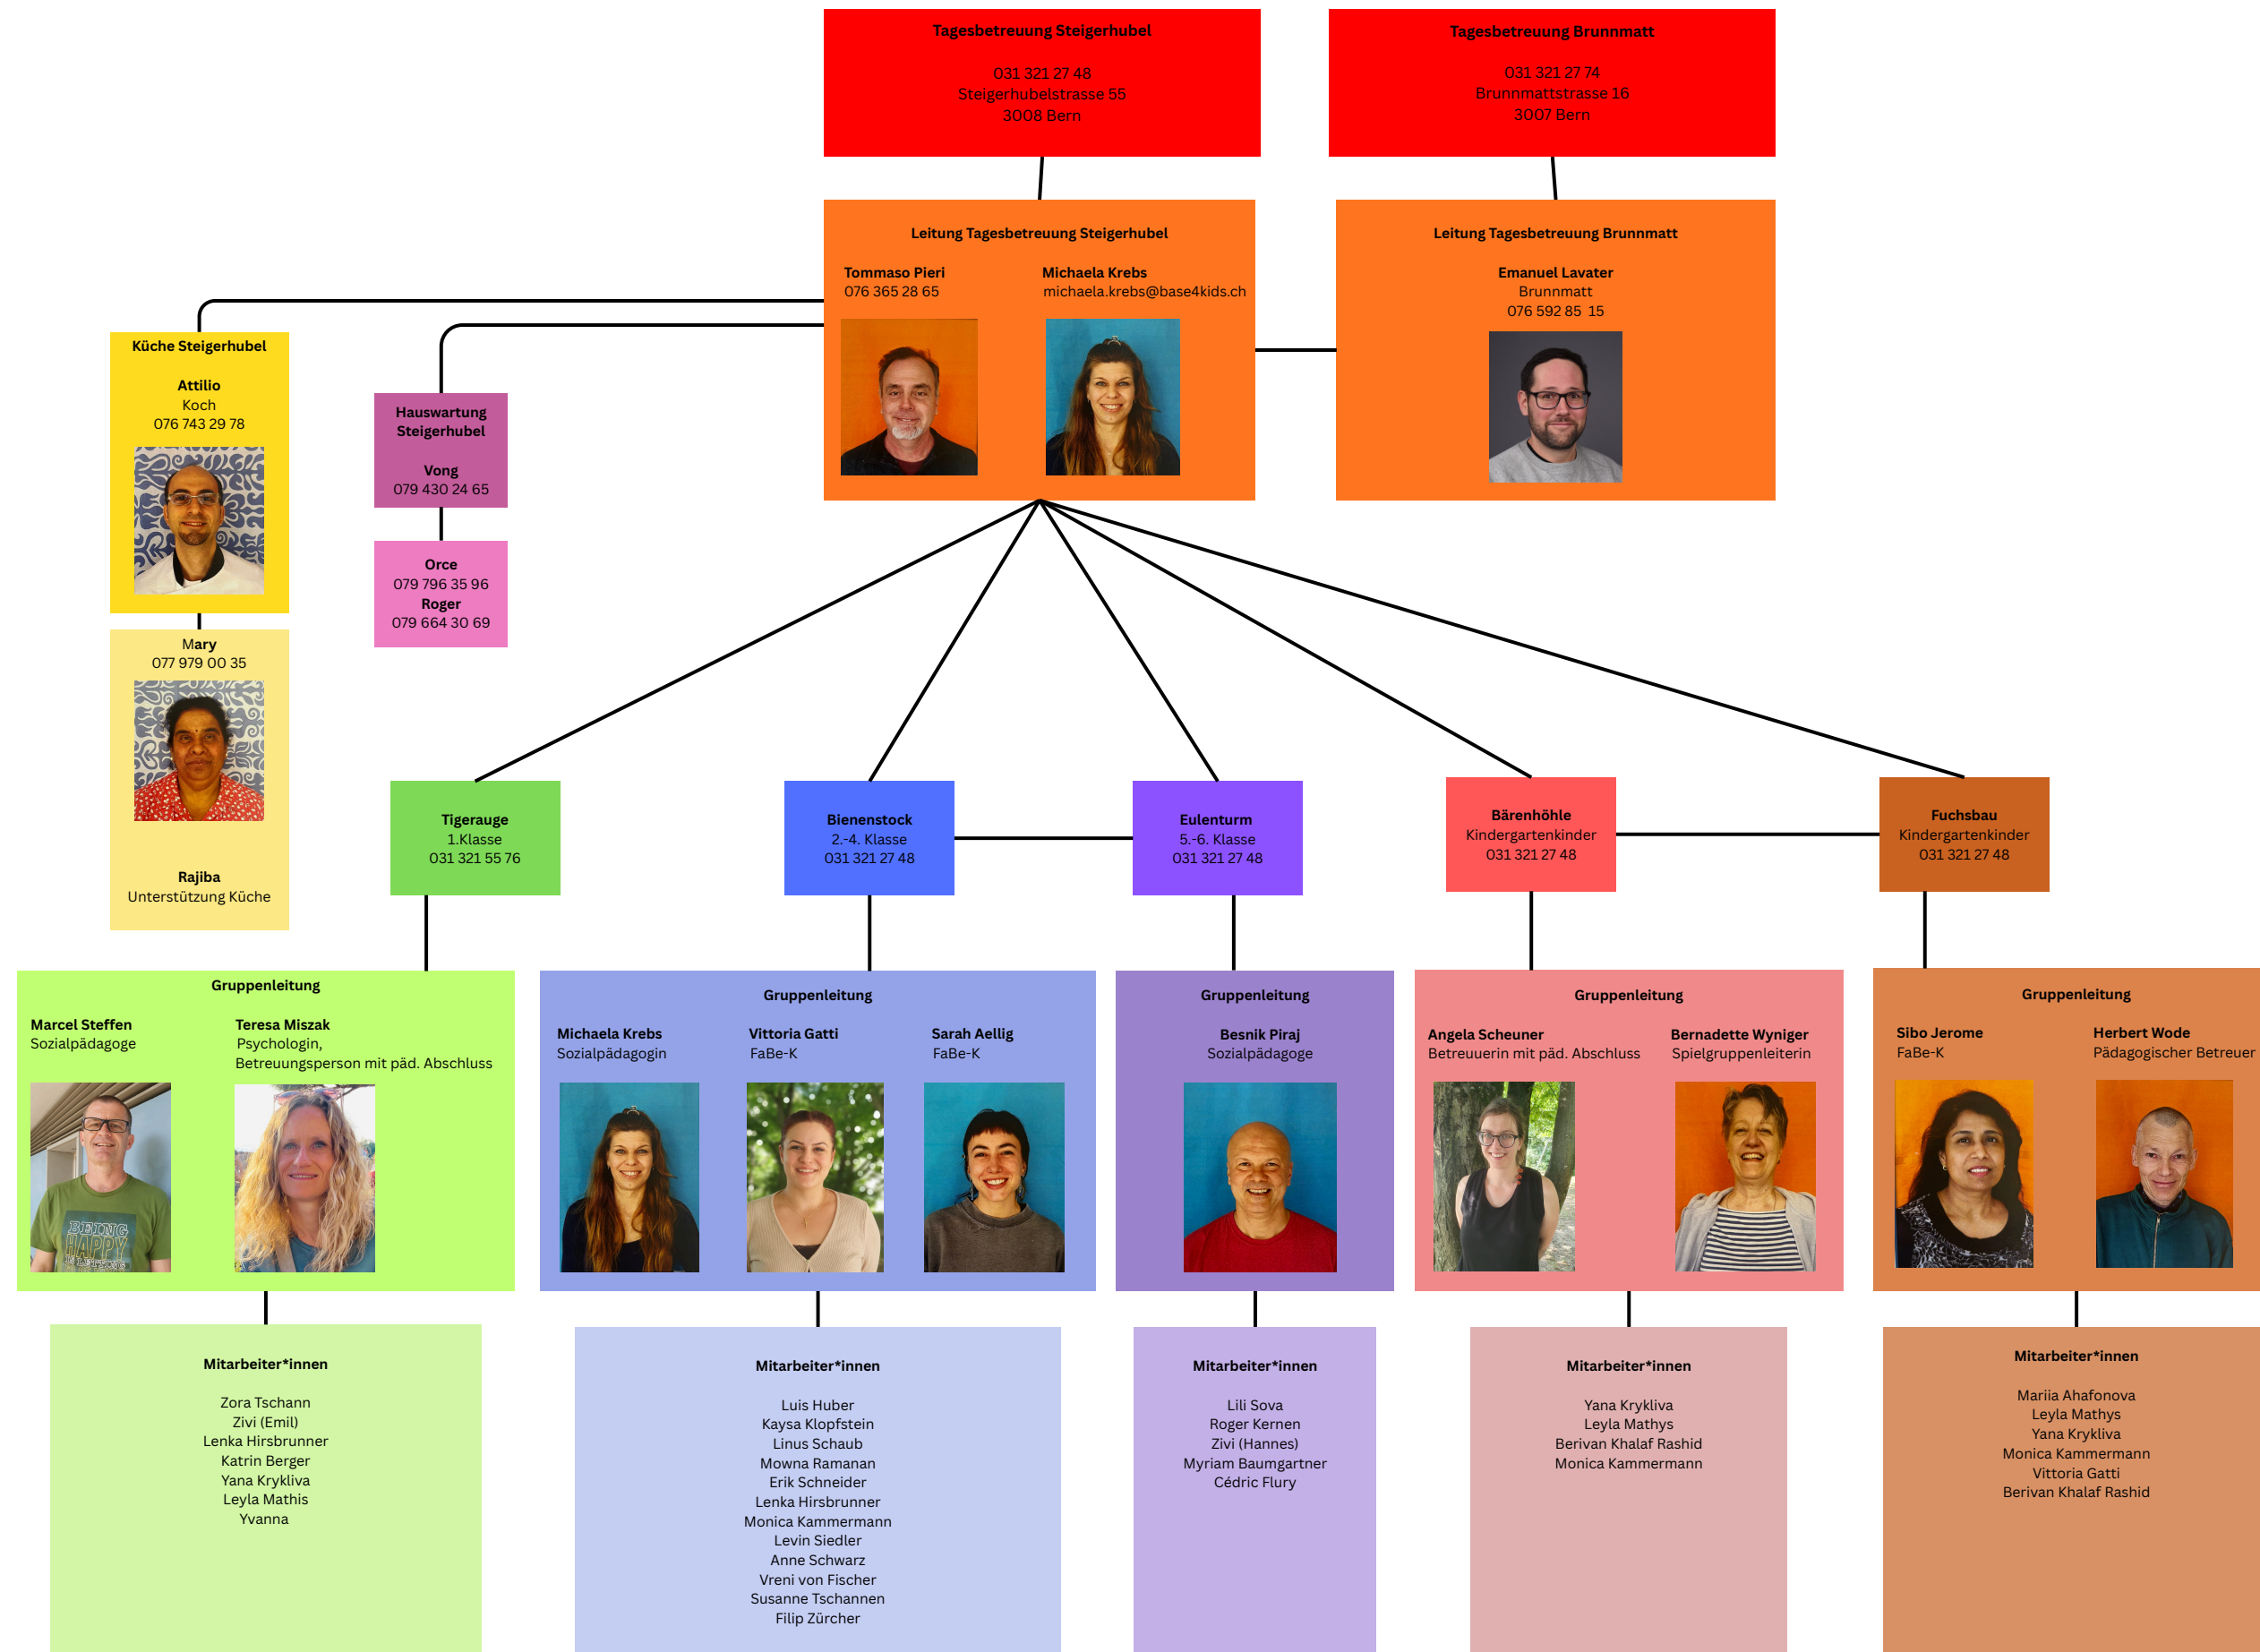 Tagesbetreuung Steigerhubel
031 321 27 48
Steigerhubelstrasse 55
3008 Bern
Tagesbetreuung Brunnmatt
031 321 27 74
Brunnmattstrasse 16
3007 Bern
Leitung Tagesbetreuung Steigerhubel
Tommaso Pieri
076 365 28 65
Michaela Krebs
michaela.krebs@base4kids.ch
Leitung Tagesbetreuung Brunnmatt
Emanuel Lavater
Brunnmatt
076 592 85 15
Küche Steigerhubel
Attilio
Koch
076 743 29 78
Hauswartung
Steigerhubel
Vong
079 430 24 65
Orce
079 796 35 96
Roger
079 664 30 69
Mary
077 979 00 35
Rajiba
Unterstützung Küche
Tigerauge
1.Klasse
031 321 55 76
Bienenstock
2.-4. Klasse
031 321 27 48
Eulenturm
5.-6. Klasse
031 321 27 48
Bärenhöhle
Kindergartenkinder
031 321 27 48
Fuchsbau
Kindergartenkinder
031 321 27 48
Gruppenleitung
Marcel Steffen
Sozialpädagoge
Teresa Miszak
Psychologin,
Betreuungsperson mit päd. Abschluss
BEING
HAPPY
Gruppenleitung
Michaela Krebs
Sozialpädagogin
Vittoria Gatti
FaBe-K
Sarah Aellig
FaBe-K
Gruppenleitung
Besnik Piraj
Sozialpädagoge
Gruppenleitung
Angela Scheuner
Betreuuerin mit päd. Abschluss
Bernadette Wyniger
Spielgruppenleiterin
Gruppenleitung
Sibo Jerome
FaBe-K
Herbert Wode
Pädagogischer Betreuer
Mitarbeiter*innen
Zora Tschann
Zivi (Emil)
Lenka Hirsbrunner
Katrin Berger
Yana Krykliva
Leyla Mathis
Yvanna
Mitarbeiter*innen
Luis Huber
Kaysa Klopfstein
Linus Schaub
Mowna Ramanan
Erik Schneider
Lenka Hirsbrunner
Monica Kammermann
Levin Siedler
Anne Schwarz
Vreni von Fischer
Susanne Tschannen
Filip Zürcher
Mitarbeiter*innen
Lili Sova
Roger Kernen
Zivi (Hannes)
Myriam Baumgartner
Cédric Flury
Mitarbeiter*innen
Yana Krykliva
Leyla Mathys
Berivan Khalaf Rashid
Monica Kammermann
Mitarbeiter*innen
Mariia Ahafonova
Leyla Mathys
Yana Krykliva
Monica Kammermann
Vittoria Gatti
Berivan Khalaf Rashid